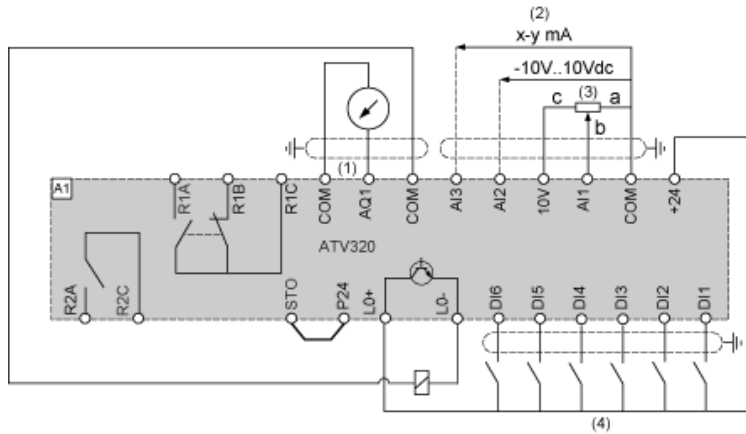 (2)
x-y mA
-10V..10Vdc
c (3) a
b
(1)
A1
R1A R1B R1C COM AQ1 COM AI3 AI2 10V AI1 COM +24
ATV320
R2A R2C STO P24 L0+ L0- DI6 DI5 DI4 DI3 DI2 DI1
(4)